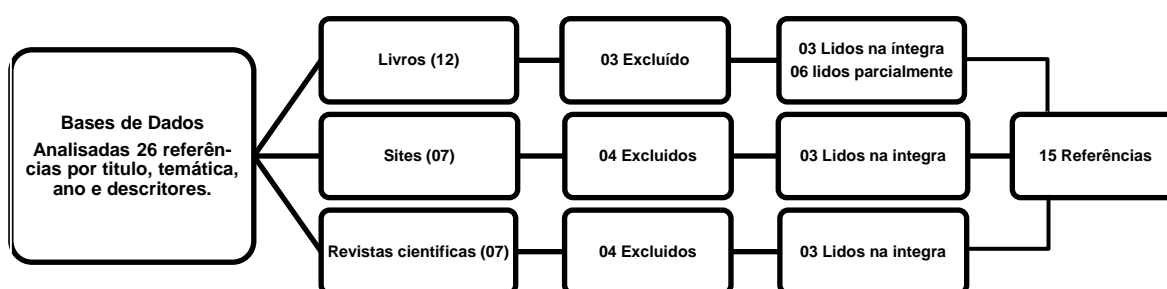 Bases de Dados
Analisadas 26 referên-
cias por titulo, temática,
ano e descritores.
Livros (12)
03 Excluído
03 Lidos na íntegra
06 lidos parcialmente
Sites (07)
04 Excluidos
03 Lidos na integra
15 Referências
Revistas cientificas (07)
04 Excluidos
03 Lidos na integra